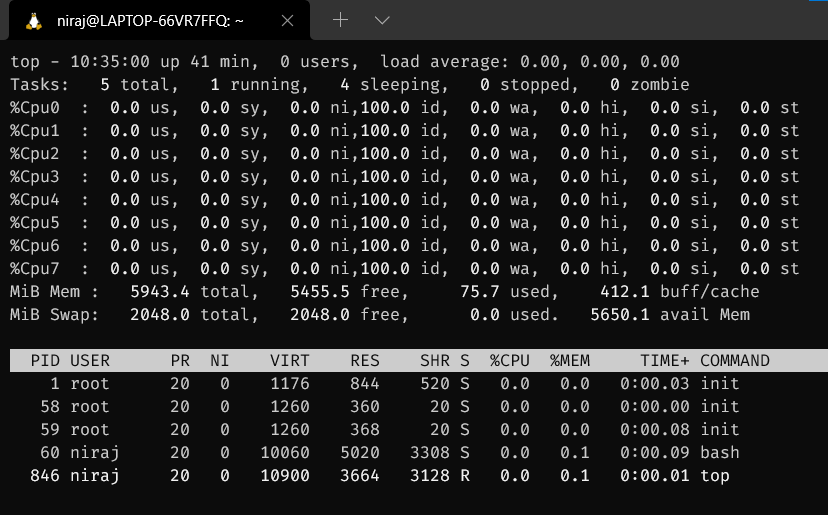 niraj@LAPTOP-66VR7FFQ: ~
top - 10:35:00 up 41 min,  0 users,  load average: 0.00, 0.00, 0.00
Tasks:   5 total,   1 running,   4 sleeping,   0 stopped,   0 zombie
%Cpu0  :  0.0 us,  0.0 sy,  0.0 ni,100.0 id,  0.0 wa,  0.0 hi,  0.0 si,  0.0 st
%Cpu1  :  0.0 us,  0.0 sy,  0.0 ni,100.0 id,  0.0 wa,  0.0 hi,  0.0 si,  0.0 st
%Cpu2  :  0.0 us,  0.0 sy,  0.0 ni,100.0 id,  0.0 wa,  0.0 hi,  0.0 si,  0.0 st
%Cpu3  :  0.0 us,  0.0 sy,  0.0 ni,100.0 id,  0.0 wa,  0.0 hi,  0.0 si,  0.0 st
%Cpu4  :  0.0 us,  0.0 sy,  0.0 ni,100.0 id,  0.0 wa,  0.0 hi,  0.0 si,  0.0 st
%Cpu5  :  0.0 us,  0.0 sy,  0.0 ni,100.0 id,  0.0 wa,  0.0 hi,  0.0 si,  0.0 st
%Cpu6  :  0.0 us,  0.0 sy,  0.0 ni,100.0 id,  0.0 wa,  0.0 hi,  0.0 si,  0.0 st
%Cpu7  :  0.0 us,  0.0 sy,  0.0 ni,100.0 id,  0.0 wa,  0.0 hi,  0.0 si,  0.0 st
MiB Mem :   5943.4 total,   5455.5 free,     75.7 used,    412.1 buff/cache
MiB Swap:   2048.0 total,   2048.0 free,      0.0 used.   5650.1 avail Mem
  PID USER      PR  NI    VIRT    RES    SHR S  %CPU  %MEM     TIME+ COMMAND
    1 root      20   0    1176    844    520 S   0.0   0.0   0:00.03 init
   58 root      20   0    1260    360     20 S   0.0   0.0   0:00.00 init
   59 root      20   0    1260    368     20 S   0.0   0.0   0:00.08 init
   60 niraj     20   0   10060   5020   3308 S   0.0   0.1   0:00.09 bash
  846 niraj     20   0   10900   3664   3128 R   0.0   0.1   0:00.01 top